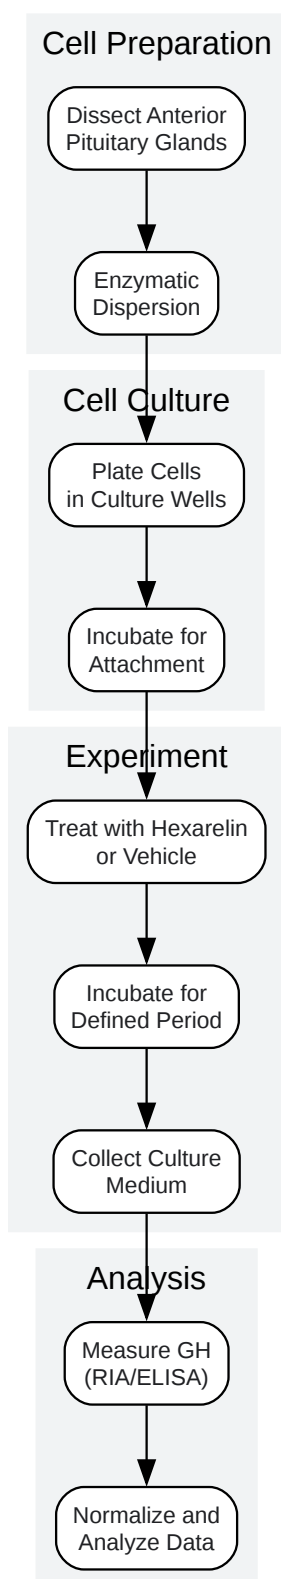 Cell Preparation
Dissect Anterior
Pituitary Glands
Enzymatic
Dispersion
Cell Culture
Plate Cells
in Culture Wells
Incubate for
Attachment
Experiment
Treat with Hexarelin
or Vehicle
Incubate for
Defined Period
Collect Culture
Medium
Analysis
Measure GH
(RIA/ELISA)
Normalize and
Analyze Data